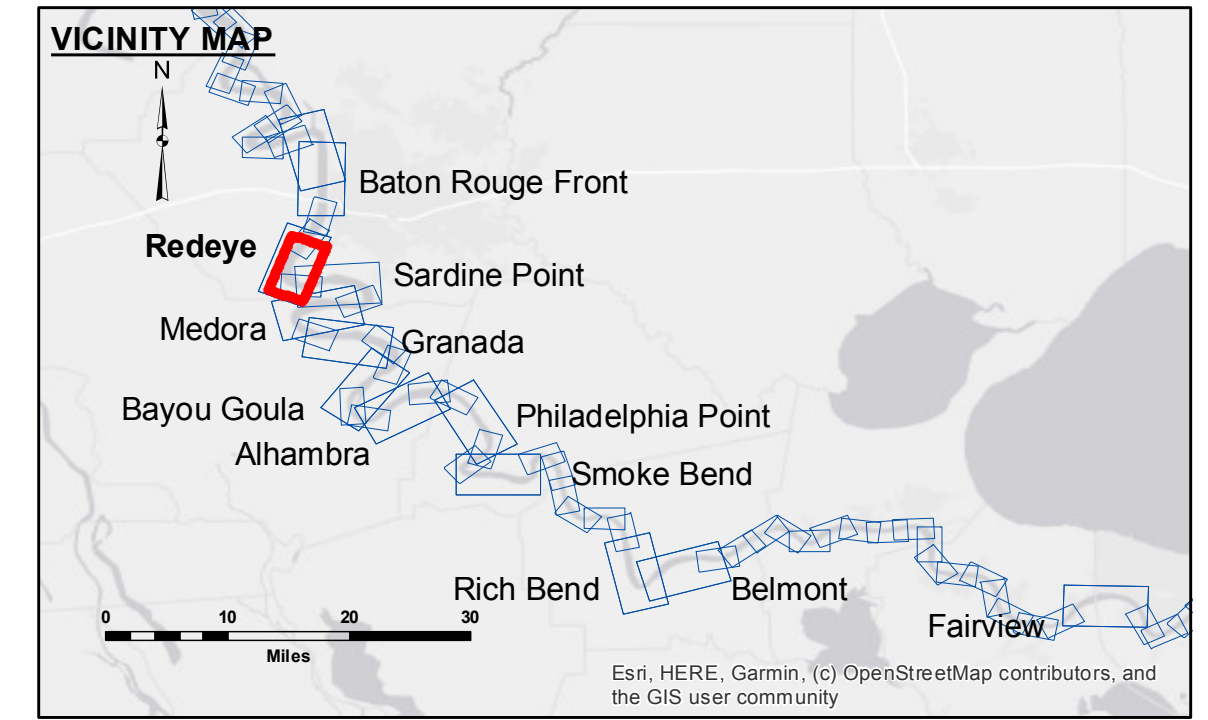 VICINITY MAP
N
Baton Rouge Front
Redeye
Sardine Point
Medora
Granada
Bayou Goula
Philadelphia Point
Alhambra
Smoke Bend
Rich Bend
Belmont
Fairview
0 10 20 30
Miles
Esri, HERE, Garmin, (c) OpenStreetMap contributors, and
the GIS user community